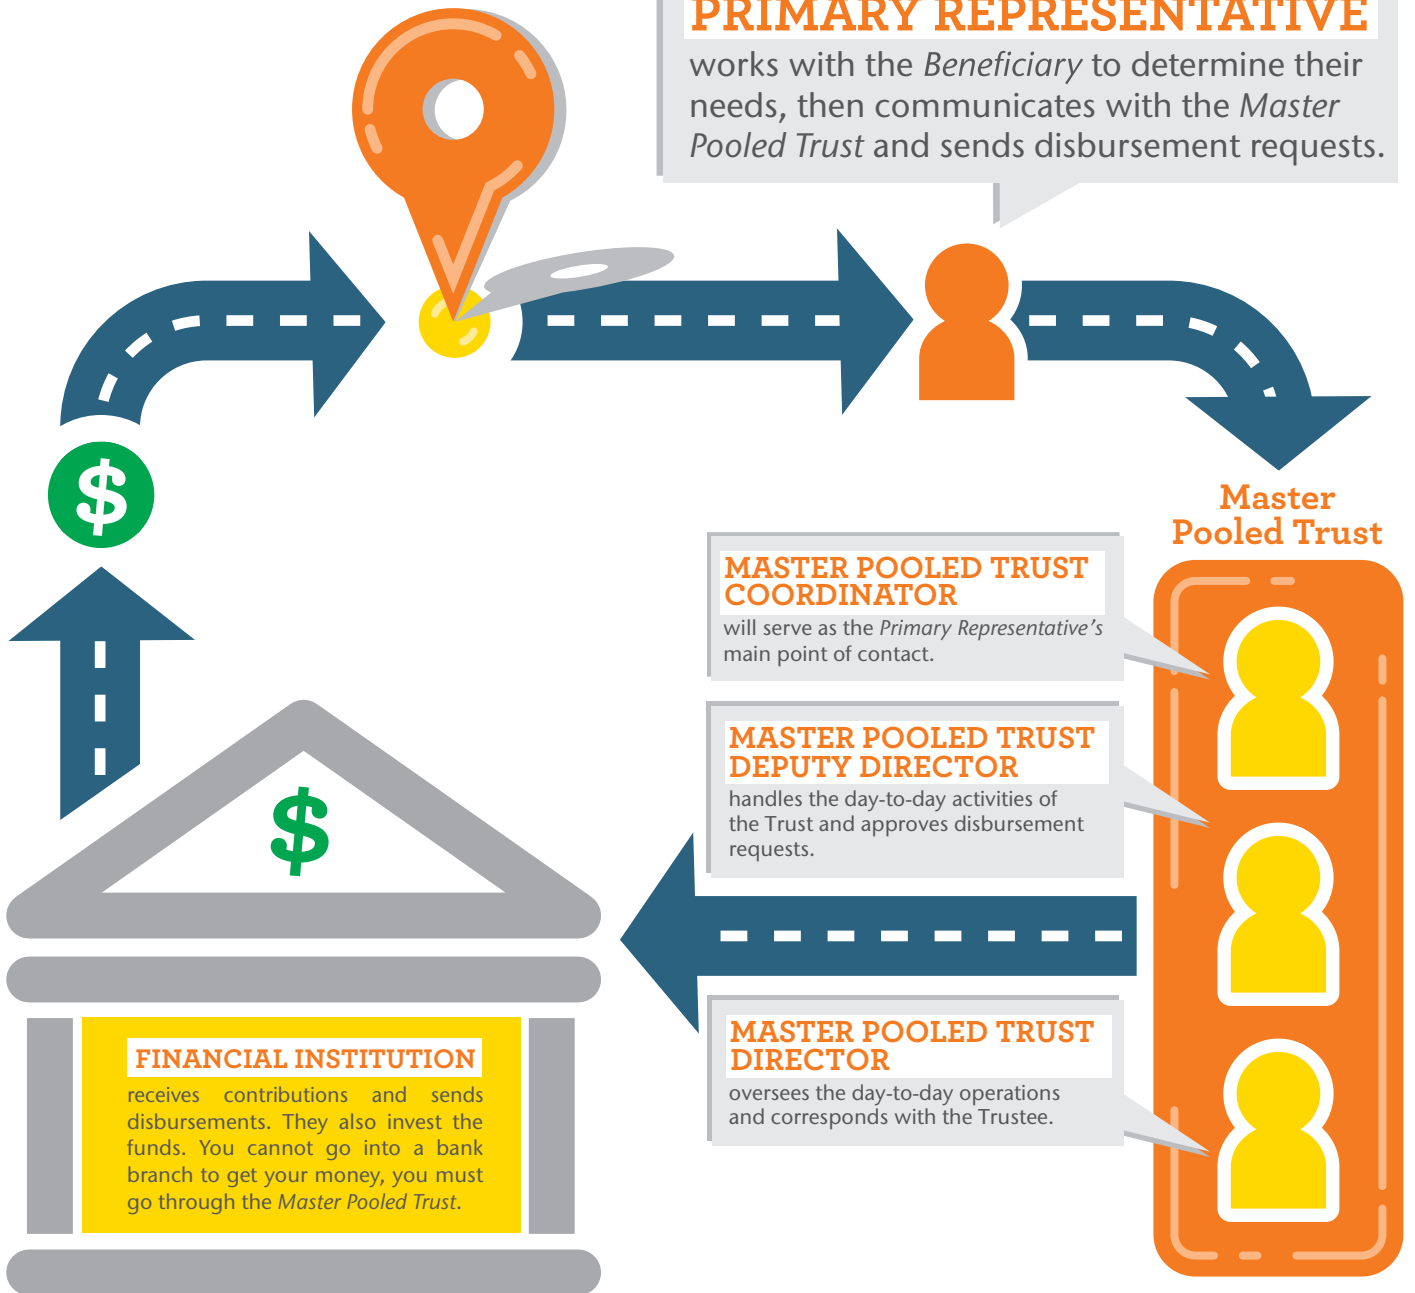 PRIMARY REPRESENTATIVE
works with the Beneficiary to determine their
needs, then communicates with the Master
Pooled Trust and sends disbursement requests.
$
Master
Pooled Trust
MASTER POOLED TRUST
COORDINATOR
will serve as the Primary Representative's
main point of contact.
MASTER POOLED TRUST
DEPUTY DIRECTOR
handles the day-to-day activities of
the Trust and approves disbursement
requests.
$
MASTER POOLED TRUST
DIRECTOR
oversees the day-to-day operations
and corresponds with the Trustee.
FINANCIAL INSTITUTION
receives contributions and sends
disbursements. They also invest the
funds. You cannot go into a bank
branch to get your money, you must
go through the Master Pooled Trust.